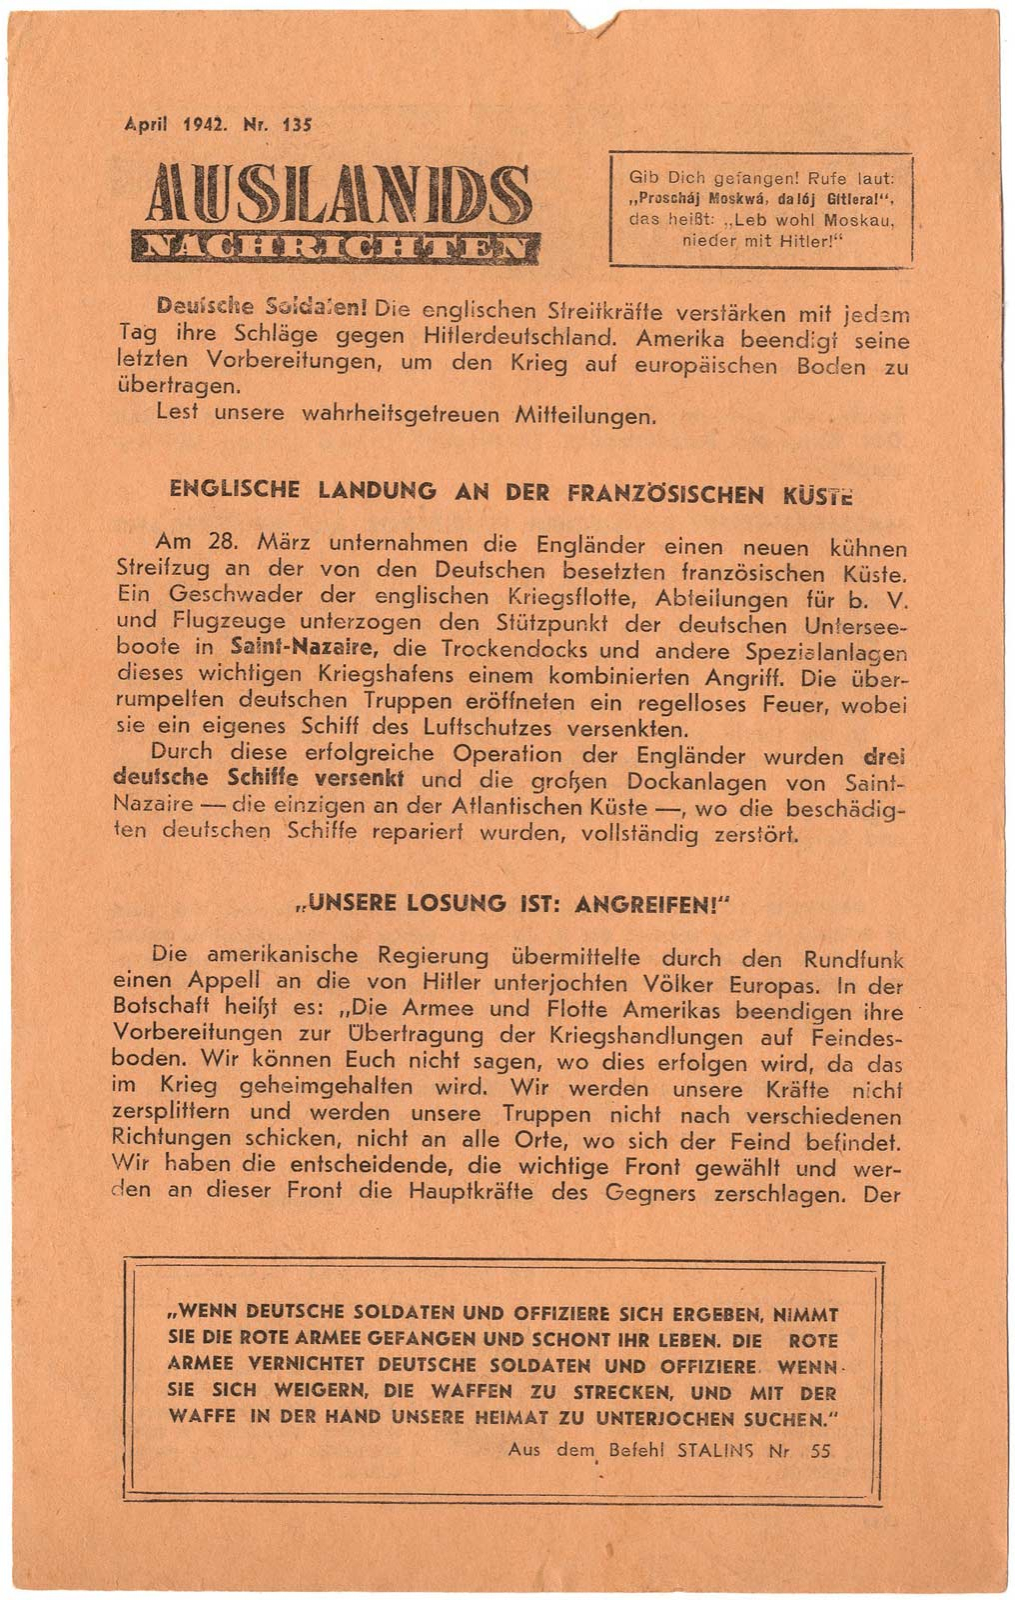 April 1942. Nr. 135
AUSLANDS
NACHRICHTEN
Gib Dich gefangen! Rufe laut:
„Proscháj Moskwá, dalój Gitlera!“,
das heißt: „Leb wohl Moskau,
nieder mit Hitler!“
Deutsche Soldaten! Die englischen Streitkräfte verstärken mit jedem
Tag ihre Schläge gegen Hitlerdeutschland. Amerika beendigt seine
letzten Vorbereitungen, um den Krieg auf europäischen Boden zu
übertragen.
Lest unsere wahrheitsgetreuen Mitteilungen.
ENGLISCHE LANDUNG AN DER FRANZÖSISCHEN KÜSTE
Am 28. März unternahmen die Engländer einen neuen kühnen
Streifzug an der von den Deutschen besetzten französischen Küste.
Ein Geschwader der englischen Kriegsflotte, Abteilungen für b. V.
und Flugzeuge unterzogen den Stützpunkt der deutschen Untersee-
boote in Saint-Nazaire, die Trockendocks und andere Spezialanlagen
dieses wichtigen Kriegshafens einem kombinierten Angriff. Die über-
rumpelten deutschen Truppen eröffneten ein regelloses Feuer, wobei
sie ein eigenes Schiff des Luftschutzes versenkten.
Durch diese erfolgreiche Operation der Engländer wurden drei
deutsche Schiffe versenkt und die großen Dockanlagen von Saint-
Nazaire — die einzigen an der Atlantischen Küste —, wo die beschädig-
ten deutschen Schiffe repariert wurden, vollständig zerstört.
„UNSERE LOSUNG IST: ANGREIFEN!“
Die amerikanische Regierung übermittelte durch den Rundfunk
einen Appell an die von Hitler unterjochten Völker Europas. In der
Botschaft heißt es: „Die Armee und Flotte Amerikas beendigen ihre
Vorbereitungen zur Übertragung der Kriegshandlungen auf Feindes-
boden. Wir können Euch nicht sagen, wo dies erfolgen wird, da das
im Krieg geheimgehalten wird. Wir werden unsere Kräfte nicht
zersplittern und werden unsere Truppen nicht nach verschiedenen
Richtungen schicken, nicht an alle Orte, wo sich der Feind befindet.
Wir haben die entscheidende, die wichtige Front gewählt und wer-
den an dieser Front die Hauptkräfte des Gegners zerschlagen. Der
„WENN DEUTSCHE SOLDATEN UND OFFIZIERE SICH ERGEBEN, NIMMT
SIE DIE ROTE ARMEE GEFANGEN UND SCHONT IHR LEBEN. DIE ROTE
ARMEE VERNICHTET DEUTSCHE SOLDATEN UND OFFIZIERE. WENN
SIE SICH WEIGERN, DIE WAFFEN ZU STRECKEN, UND MIT DER
WAFFE IN DER HAND UNSERE HEIMAT ZU UNTERJOCHEN SUCHEN.“
Aus dem Befehl STALINS Nr 55